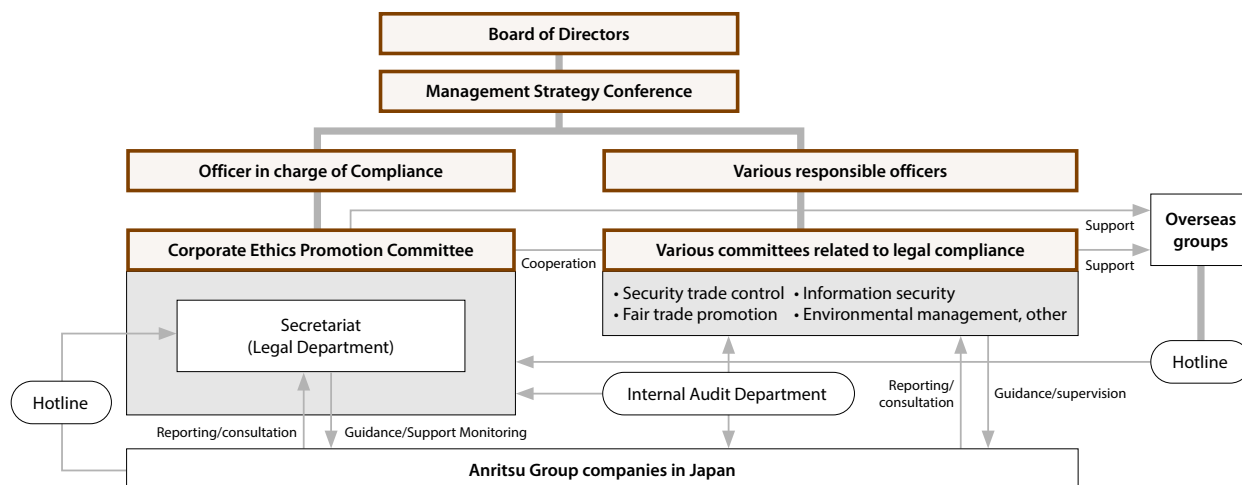 Board of Directors
Management Strategy Conference
Officer in charge of Compliance
Various responsible officers
Support
Overseas
groups
Corporate Ethics Promotion Committee
Cooperation
Various committees related to legal compliance
Support
• Security trade control • Information security
• Fair trade promotion • Environmental management, other
Secretariat
(Legal Department)
Hotline
Hotline
Internal Audit Department
Reporting/
consultation
Guidance/supervision
Reporting/consultation
Guidance/Support Monitoring
Anritsu Group companies in Japan